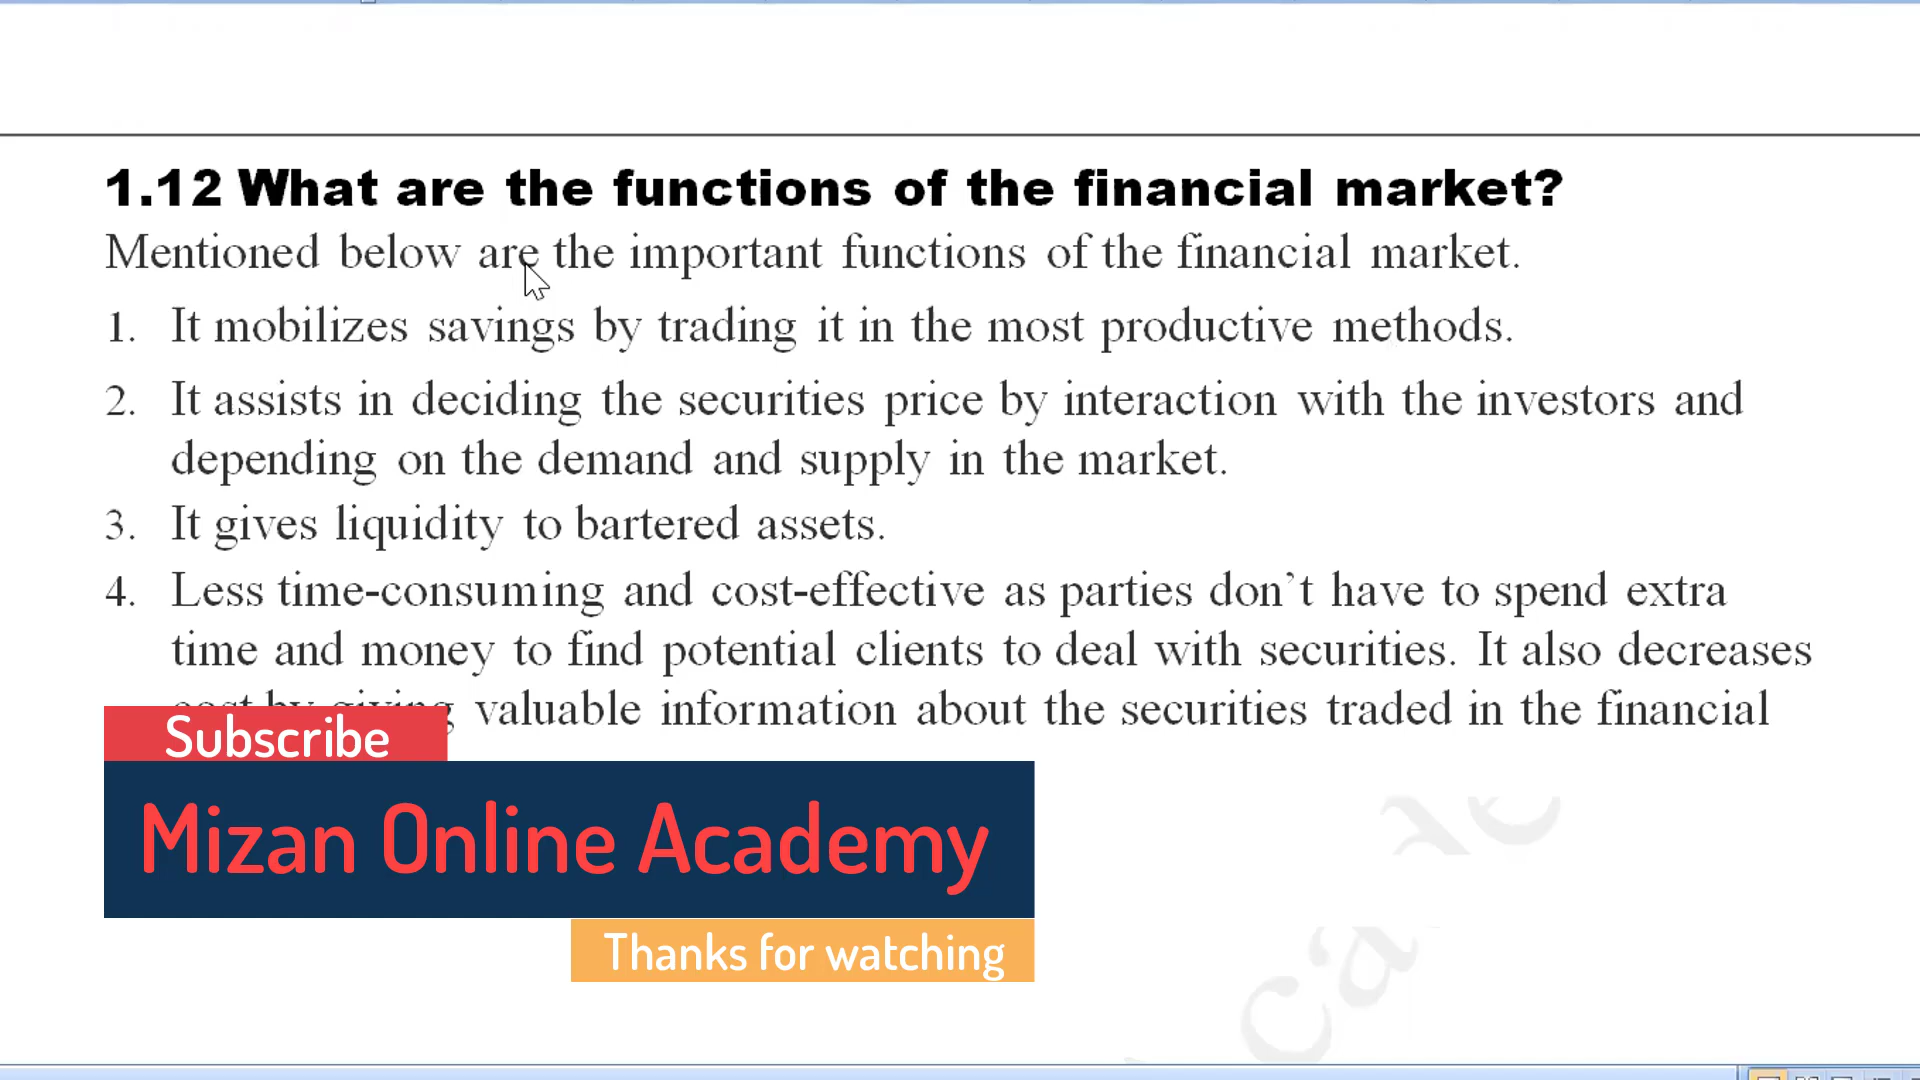 1.12 What are the functions of the financial market?
Mentioned below are the important functions of the financial market.
1. It mobilizes savings by trading it in the most productive methods.
2. It assists in deciding the securities price by interaction with the investors and
depending on the demand and supply in the market.
3. It gives liquidity to bartered assets.
4. Less time-consuming and cost-effective as parties don’t have to spend extra
time and money to find potential clients to deal with securities. It also decreases
cost by giving valuable information about the securities traded in the financial
Subscribe
Mizan Online Academy
Thanks for watching